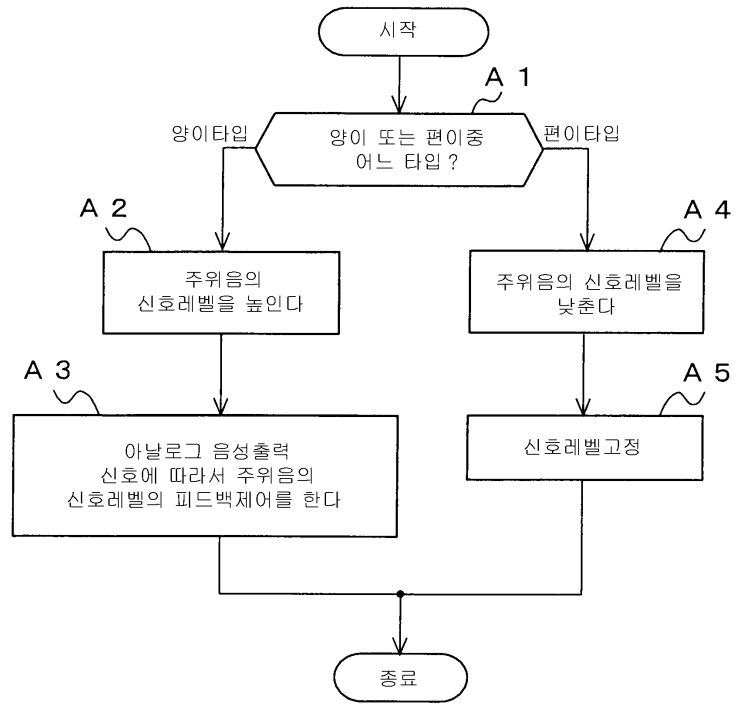 시작
A 1
양이타입
양이 또는 편이중
어느 타입?
편이타입
A 2
주위음의
신호레벨을 높인다
A 4
주위음의 신호레벨을
낮춘다
A 3
아날로그 음성출력
신호에 따라서 주위음의
신호레벨의 피드백제어를 한다
A 5
신호레벨고정
종료